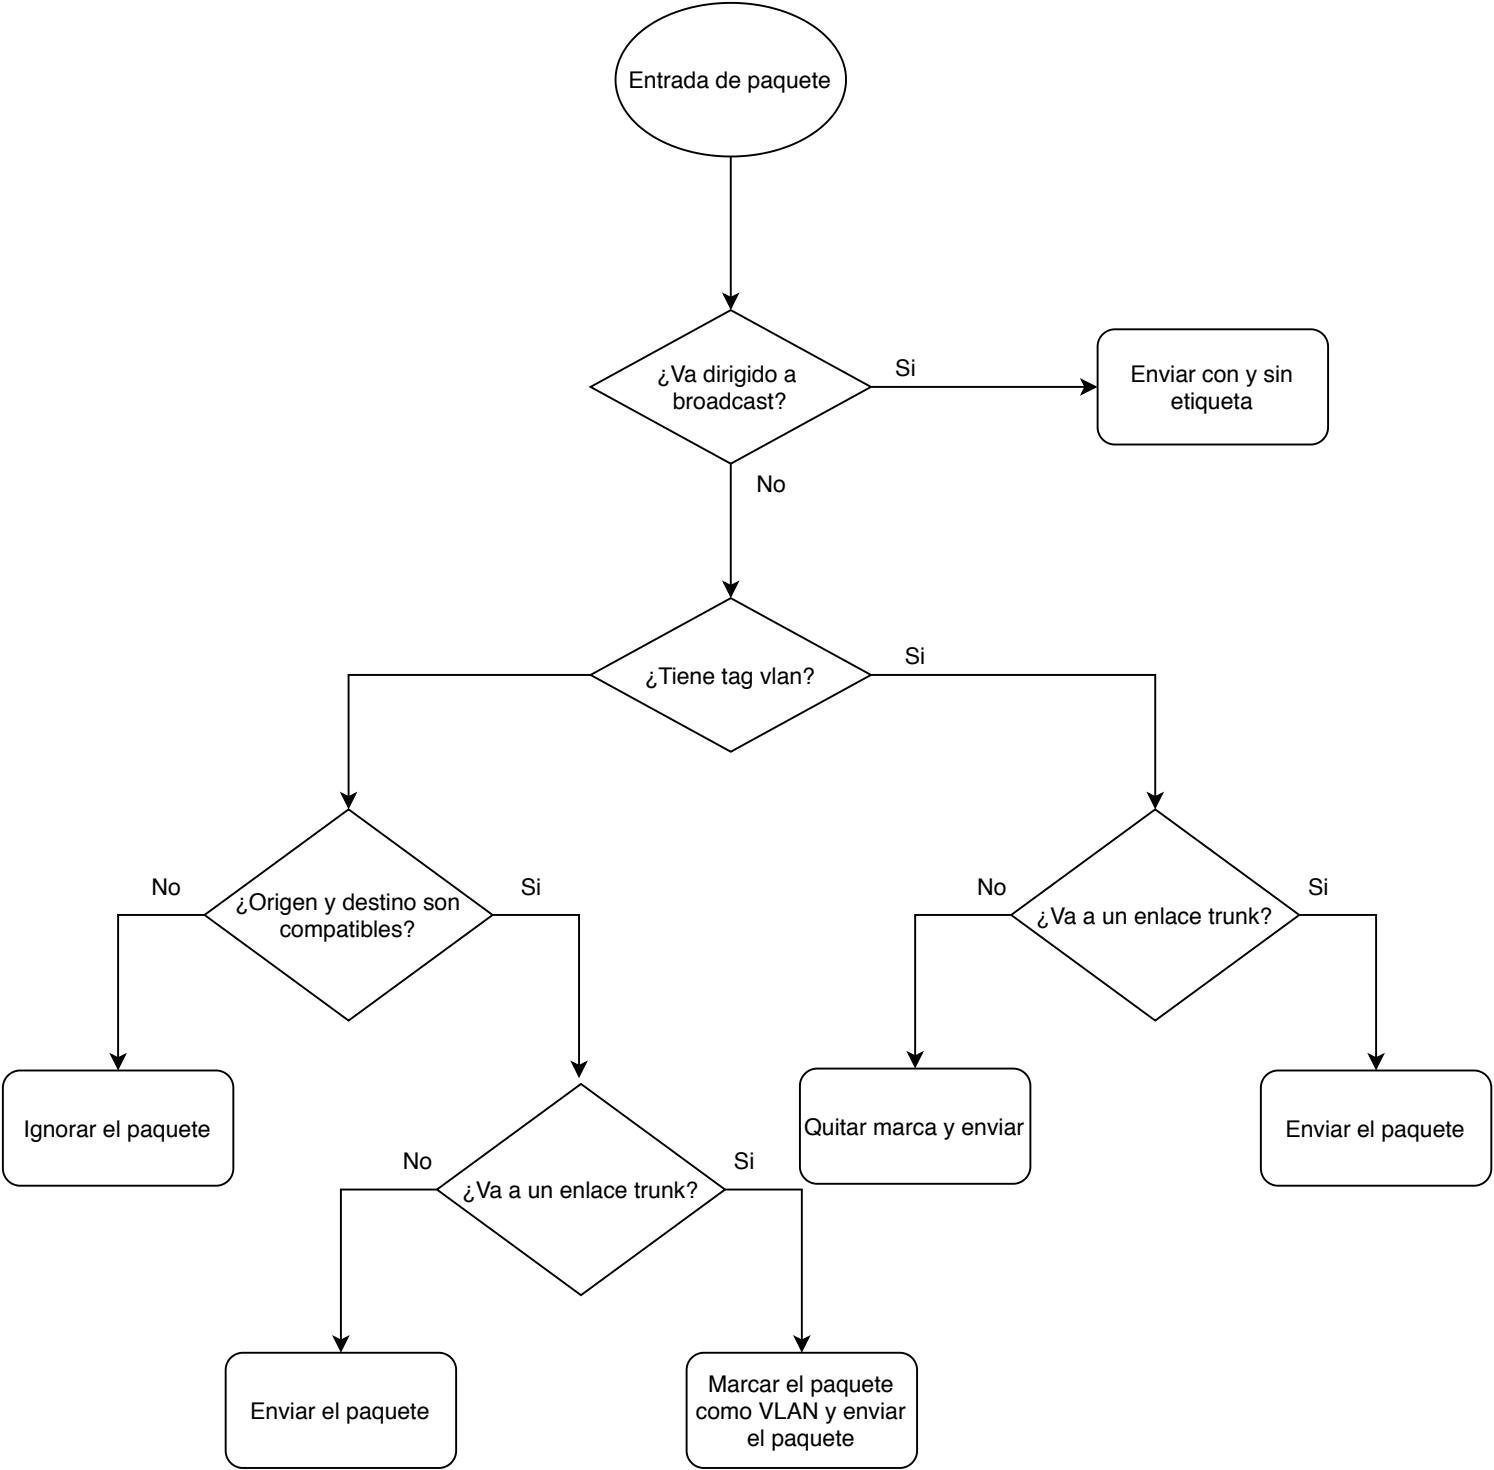 Entrada de paquete
¿Va dirigido a
broadcast?
Si
Enviar con y sin
etiqueta
No
¿Tiene tag vlan?
Si
¿Origen y destino son
compatibles?
No
Si
¿Va a un enlace trunk?
No
Si
Ignorar el paquete
Quitar marca y enviar
Enviar el paquete
¿Va a un enlace trunk?
No
Si
Enviar el paquete
Marcar el paquete
como VLAN y enviar
el paquete